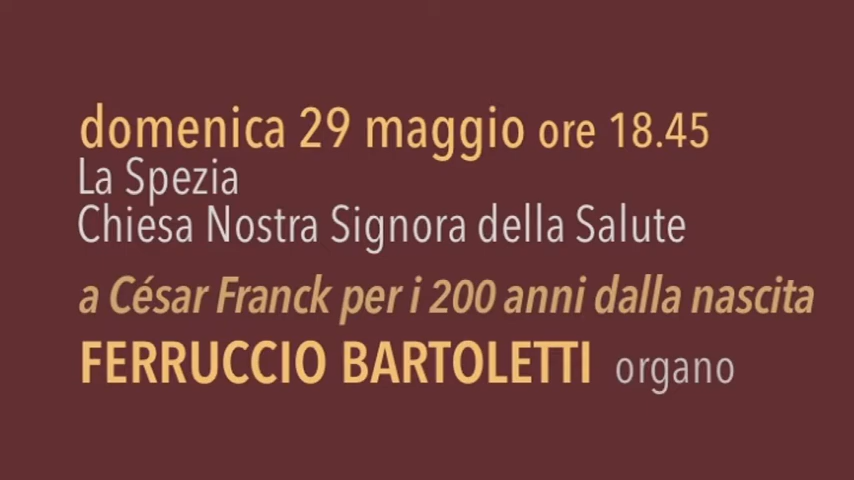 domenica 29 maggio ore 18.45
La Spezia
Chiesa Nostra Signora della Salute
a César Franck per i 200 anni dalla nascita
FERRUCCIO BARTOLETTI organo